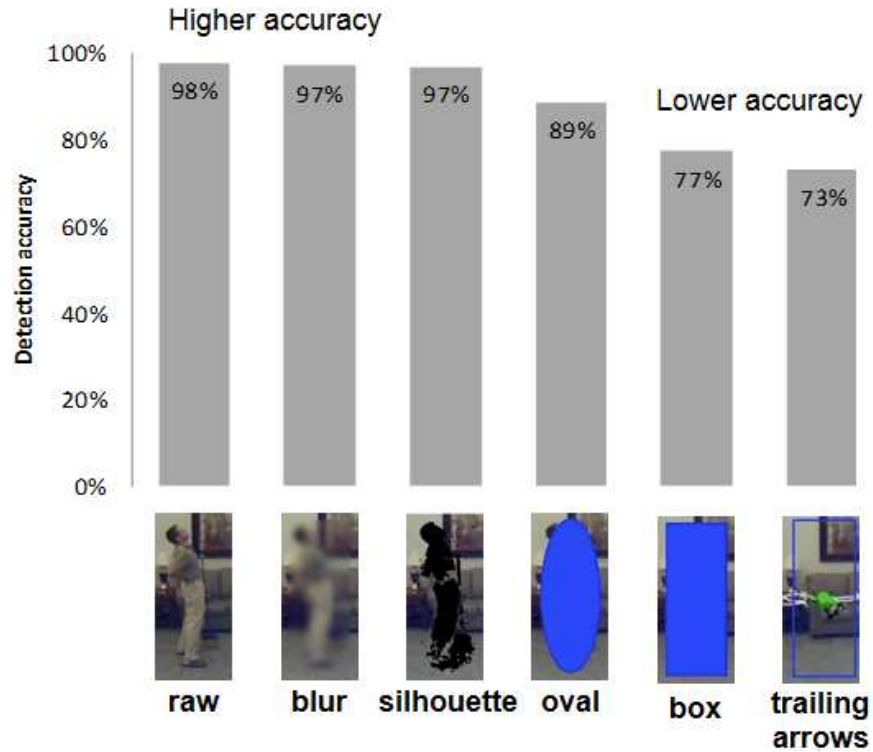 Higher accuracy
100%
98%
97%
97%
Lower accuracy
89%
80%
77%
73%
60%
Detection accuracy
40%
20%
0%
raw
blur
silhouette
oval
box
trailing
arrows